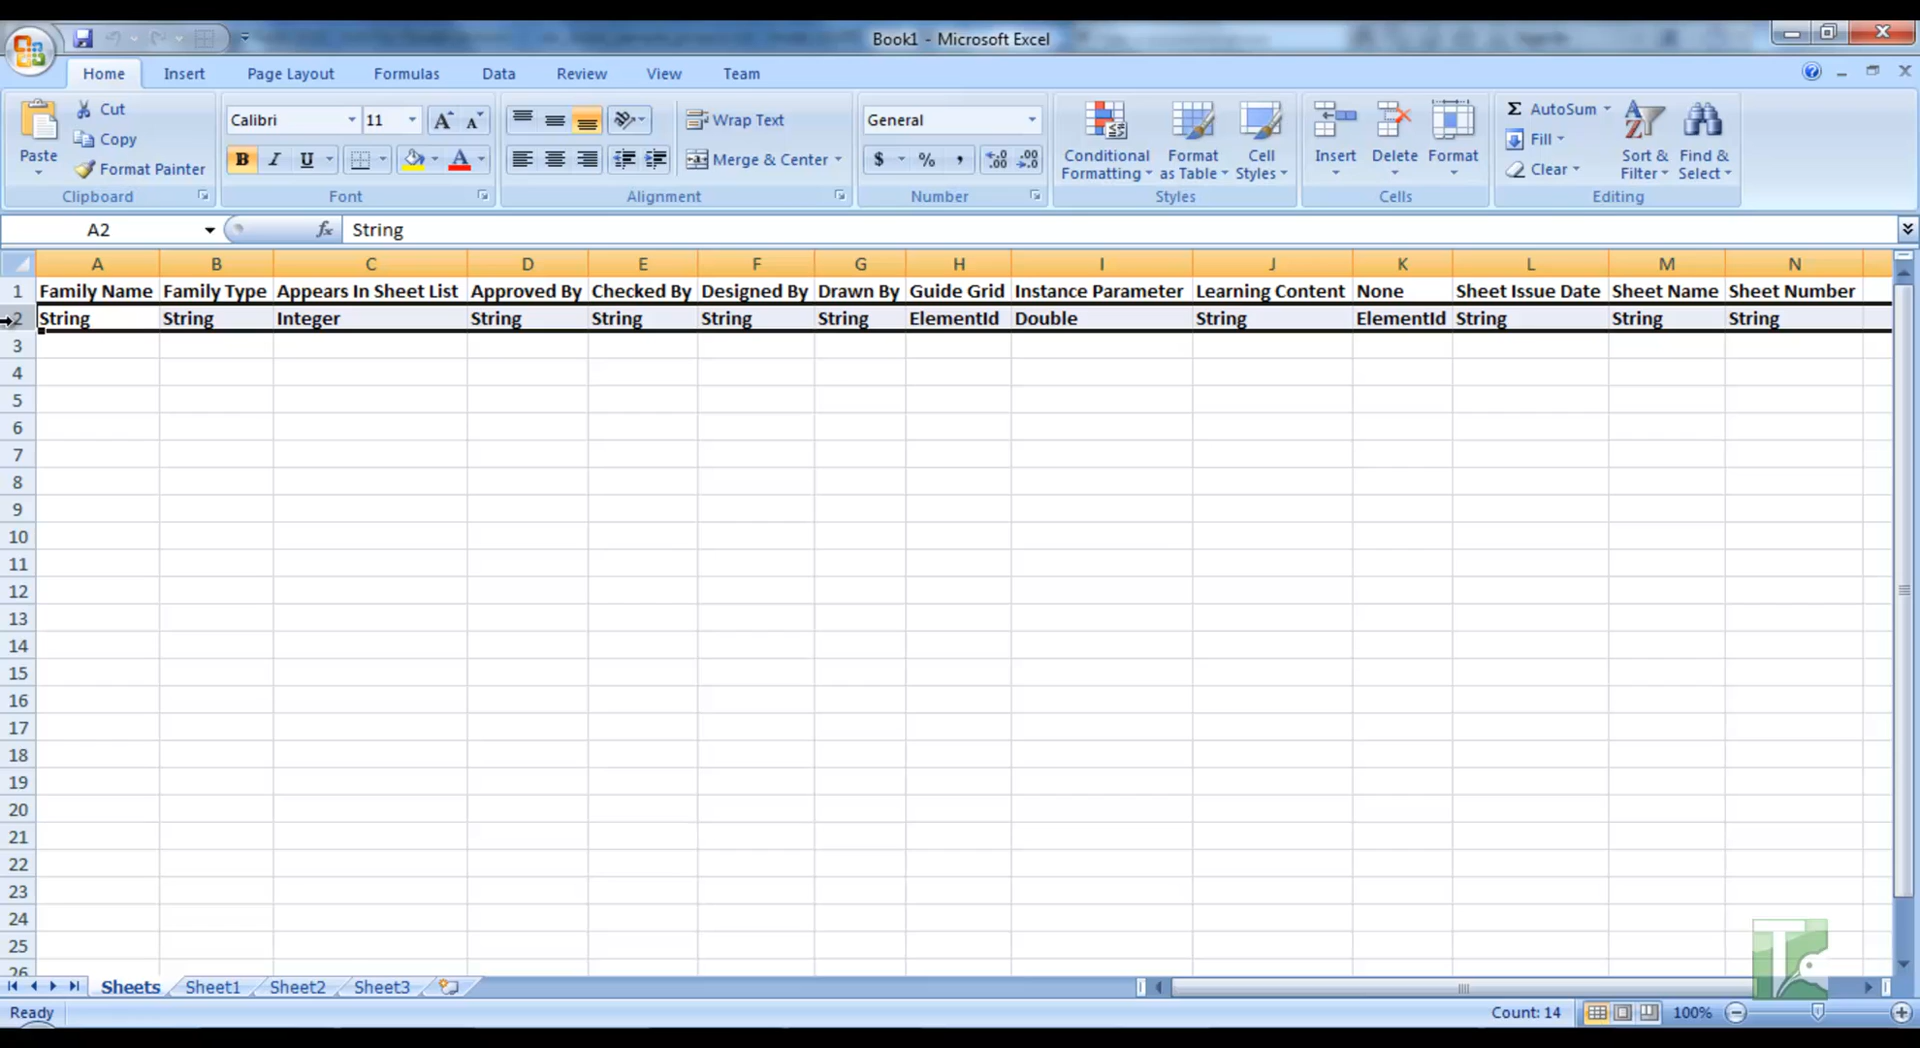 Book1 - Microsoft Excel
Home Insert Page Layout Formulas Data Review View Team
Paste
Cut
Copy
Format Painter
Clipboard
Calibri 11
B I U
Font
Wrap Text
Merge & Center
Alignment
General
$ % ,
Number
Conditional Formatting
Format as Table
Cell Styles
Styles
Insert
Delete
Format
Cells
Σ AutoSum
Fill
Clear
Sort & Filter
Find & Select
Editing
A2 fx String
A B C D E F G H I J K L M N
1 Family Name Family Type Appears In Sheet List Approved By Checked By Designed By Drawn By Guide Grid Instance Parameter Learning Content None Sheet Issue Date Sheet Name Sheet Number
2 String String Integer String String String String ElementId Double String ElementId String String String
3
4
5
6
7
8
9
10
11
12
13
14
15
16
17
18
19
20
21
22
23
24
25
26
Sheets Sheet1 Sheet2 Sheet3
Ready Count: 14 100%